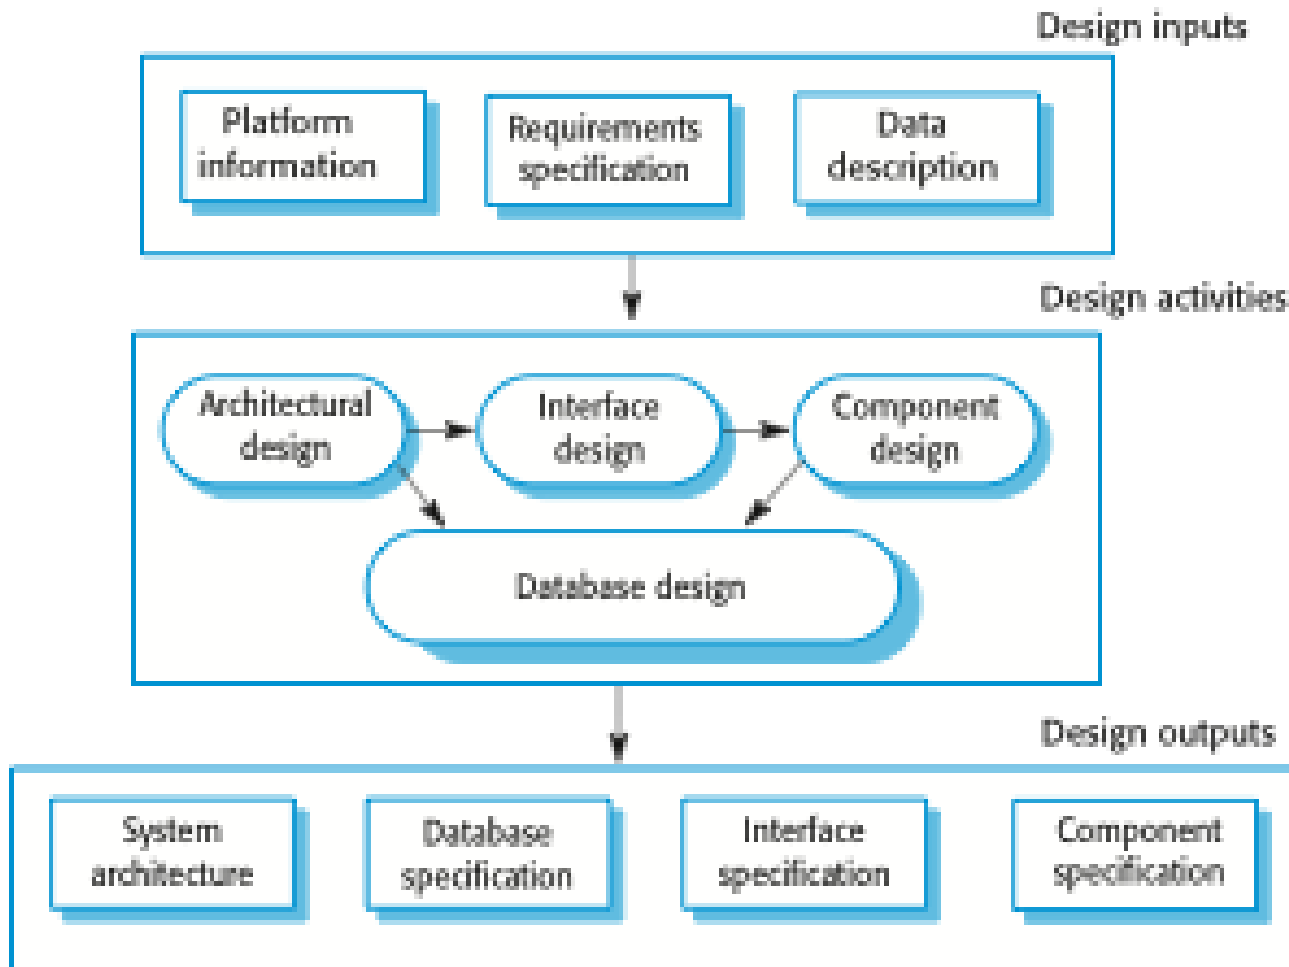 Design inputs
Platform
information
Requirements
specification
Data
description
Design activities
Architectural
design
Interface
design
Component
design
Database design
Design outputs
System
architecture
Database
specification
Interface
specification
Component
specification